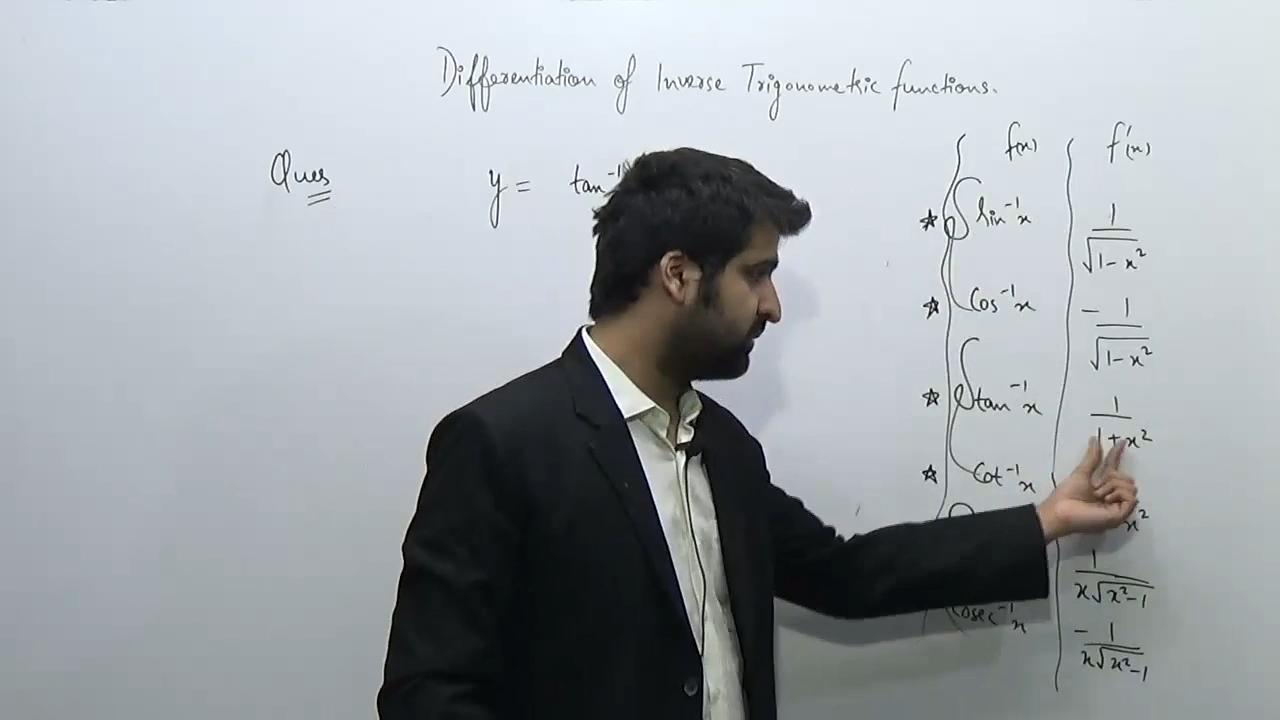 Differentiation of Inverse Trigonometric functions.
Ques y = tan⁻¹
f(x) f'(x)
☆ sin⁻¹x 1/√(1-x²)
☆ cos⁻¹x -1/√(1-x²)
☆ tan⁻¹x 1/(1+x²)
☆ cot⁻¹x
x²
1/(x√(x²-1))
cosec⁻¹x -1/(x√(x²-1))